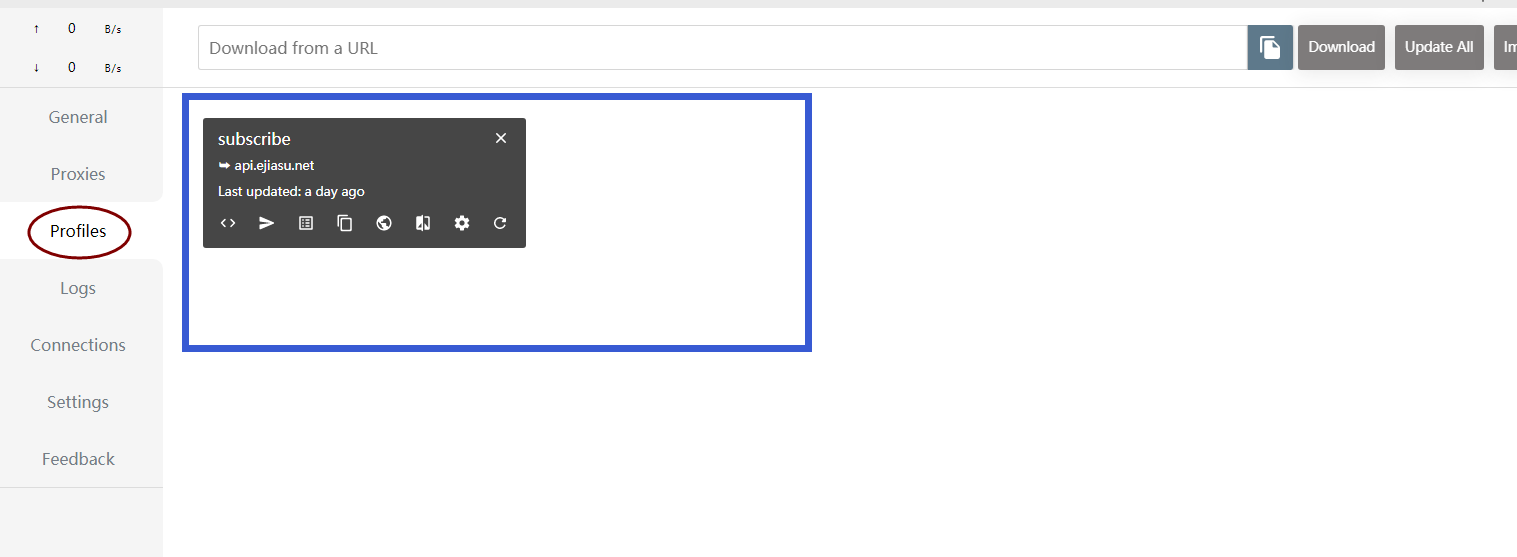 ↑ 0 B/s
↓ 0 B/s
Download from a URL
Download
Update All
General
Proxies
Profiles
Logs
Connections
Settings
Feedback
subscribe
api.ejiasu.net
Last updated: a day ago